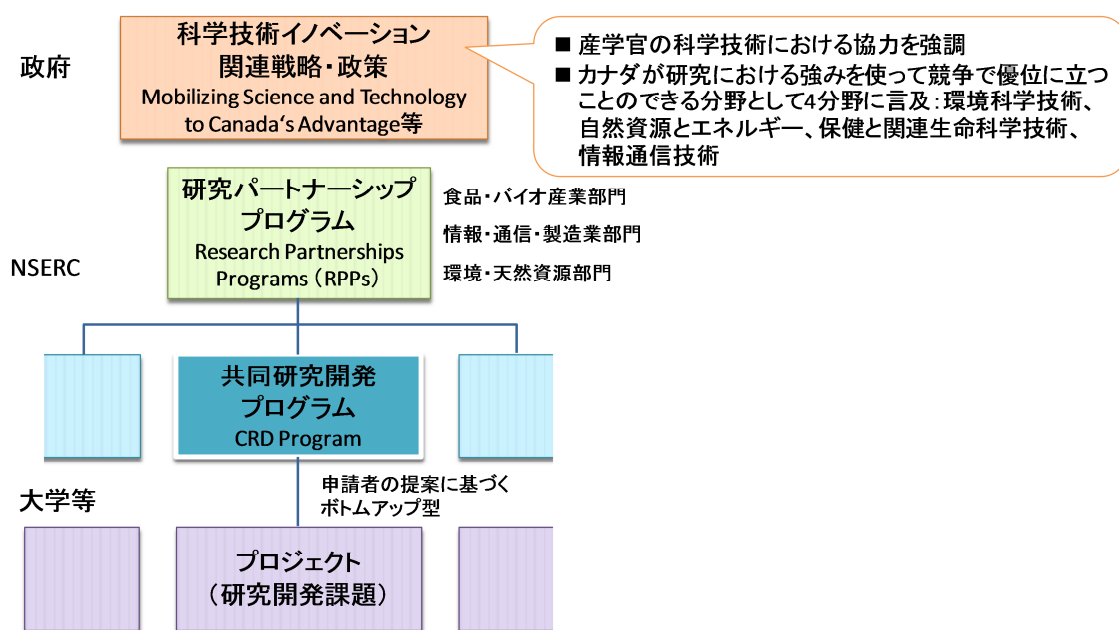 政府
科学技術イノベーション
関連戦略・政策
Mobilizing Science and Technology
to Canada's Advantage等
■ 産学官の科学技術における協力を強調
■ カナダが研究における強みを使って競争で優位に立つ
ことのできる分野として4分野に言及：環境科学技術、
自然資源とエネルギー、保健と関連生命科学技術、
情報通信技術
NSERC
研究パートナーシップ
プログラム
Research Partnerships
Programs（RPPs）
食品・バイオ産業部門
情報・通信・製造業部門
環境・天然資源部門
共同研究開発
プログラム
CRD Program
大学等
申請者の提案に基づく
ボトムアップ型
プロジェクト
（研究開発課題）